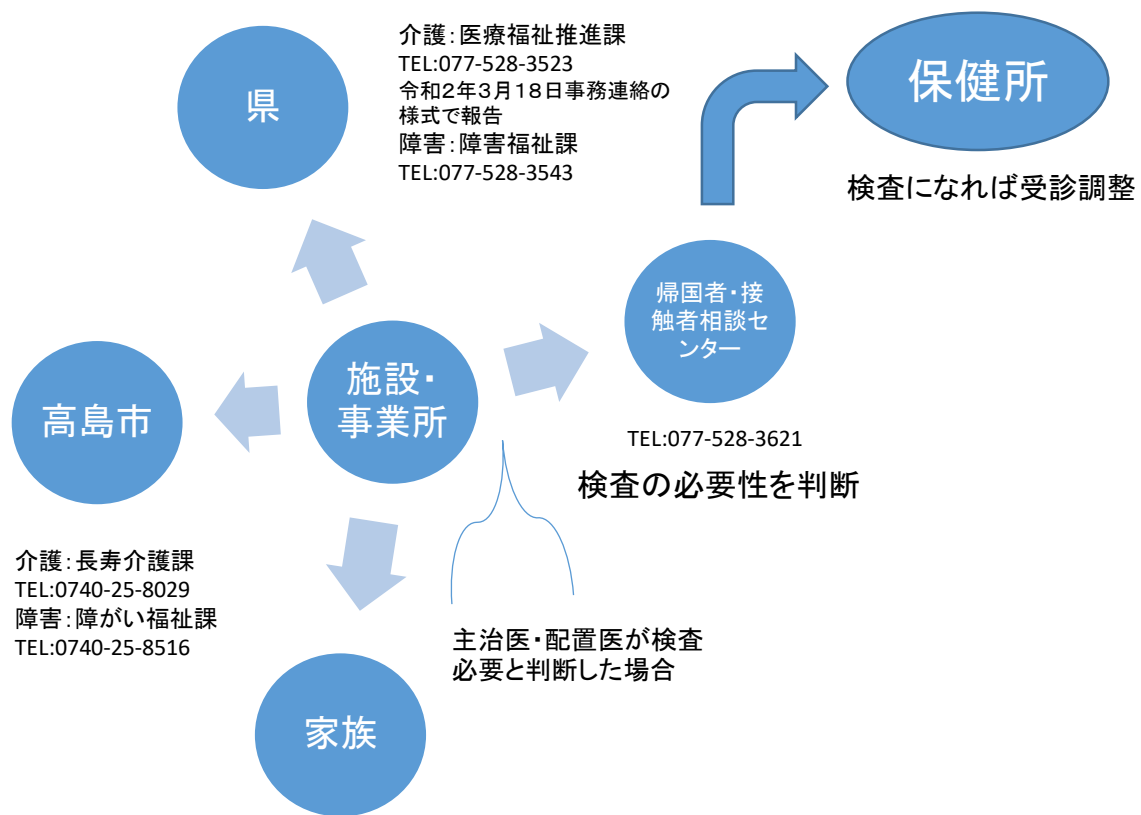 県
介護：医療福祉推進課
TEL:077-528-3523
令和2年3月18日事務連絡の
様式で報告
障害：障害福祉課
TEL:077-528-3543
保健所
検査になれば受診調整
帰国者・接
触者相談セ
ンター
TEL:077-528-3621
検査の必要性を判断
施設・
事業所
高島市
介護：長寿介護課
TEL:0740-25-8029
障害：障がい福祉課
TEL:0740-25-8516
主治医・配置医が検査
必要と判断した場合
家族